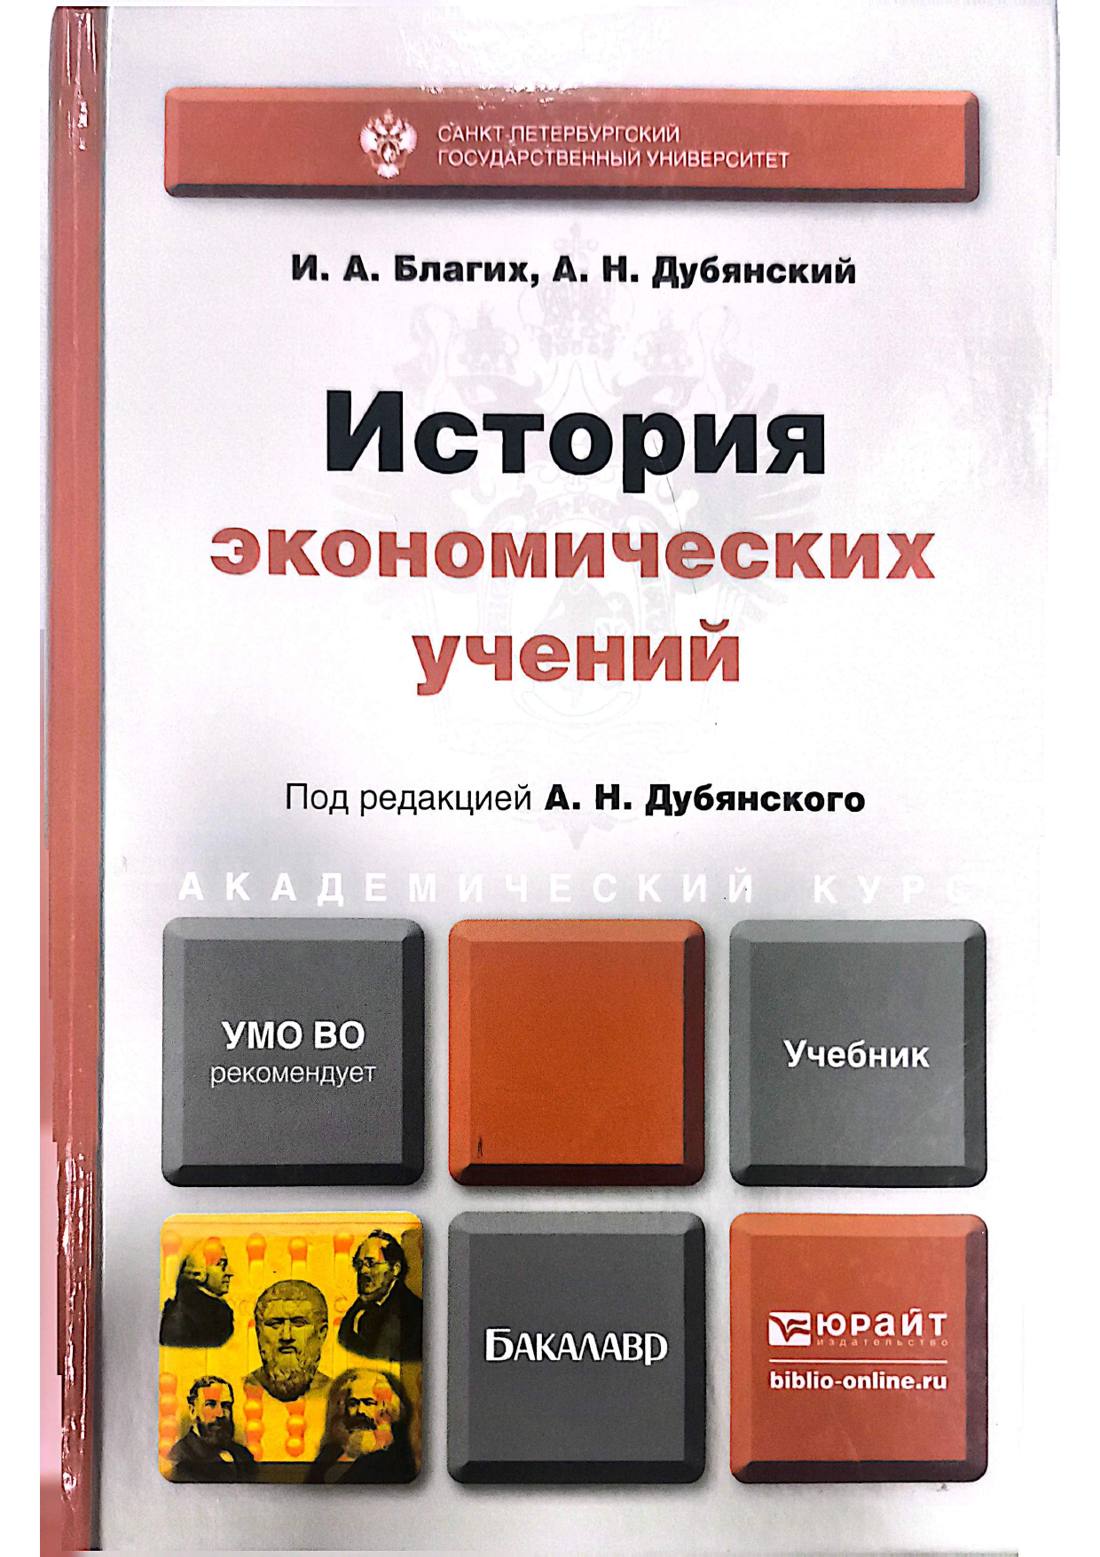 САНКТ-ПЕТЕРБУРГСКИЙ
ГОСУДАРСТВЕННЫЙ УНИВЕРСИТЕТ
И. А. Благих, А. Н. Дубянский
История
экономических
учений
Под редакцией А. Н. Дубянского
АКАДЕМИЧЕСКИЙ КУРС
УМО ВО
рекомендует
Учебник
БАКАЛАВР
ЮРАЙТ
издательство
biblio-online.ru